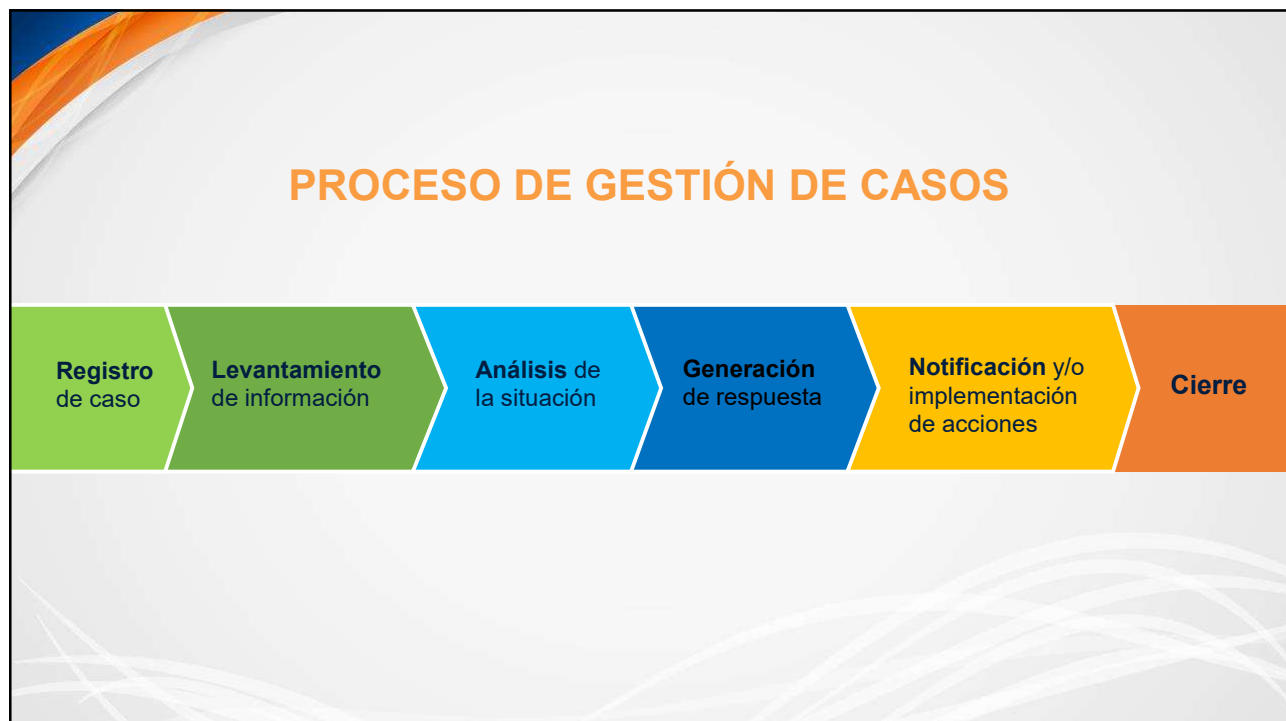 PROCESO DE GESTIÓN DE CASOS
Registro
de caso
Levantamiento
de información
Análisis de
la situación
Generación
de respuesta
Notificación y/o
implementación
de acciones
Cierre